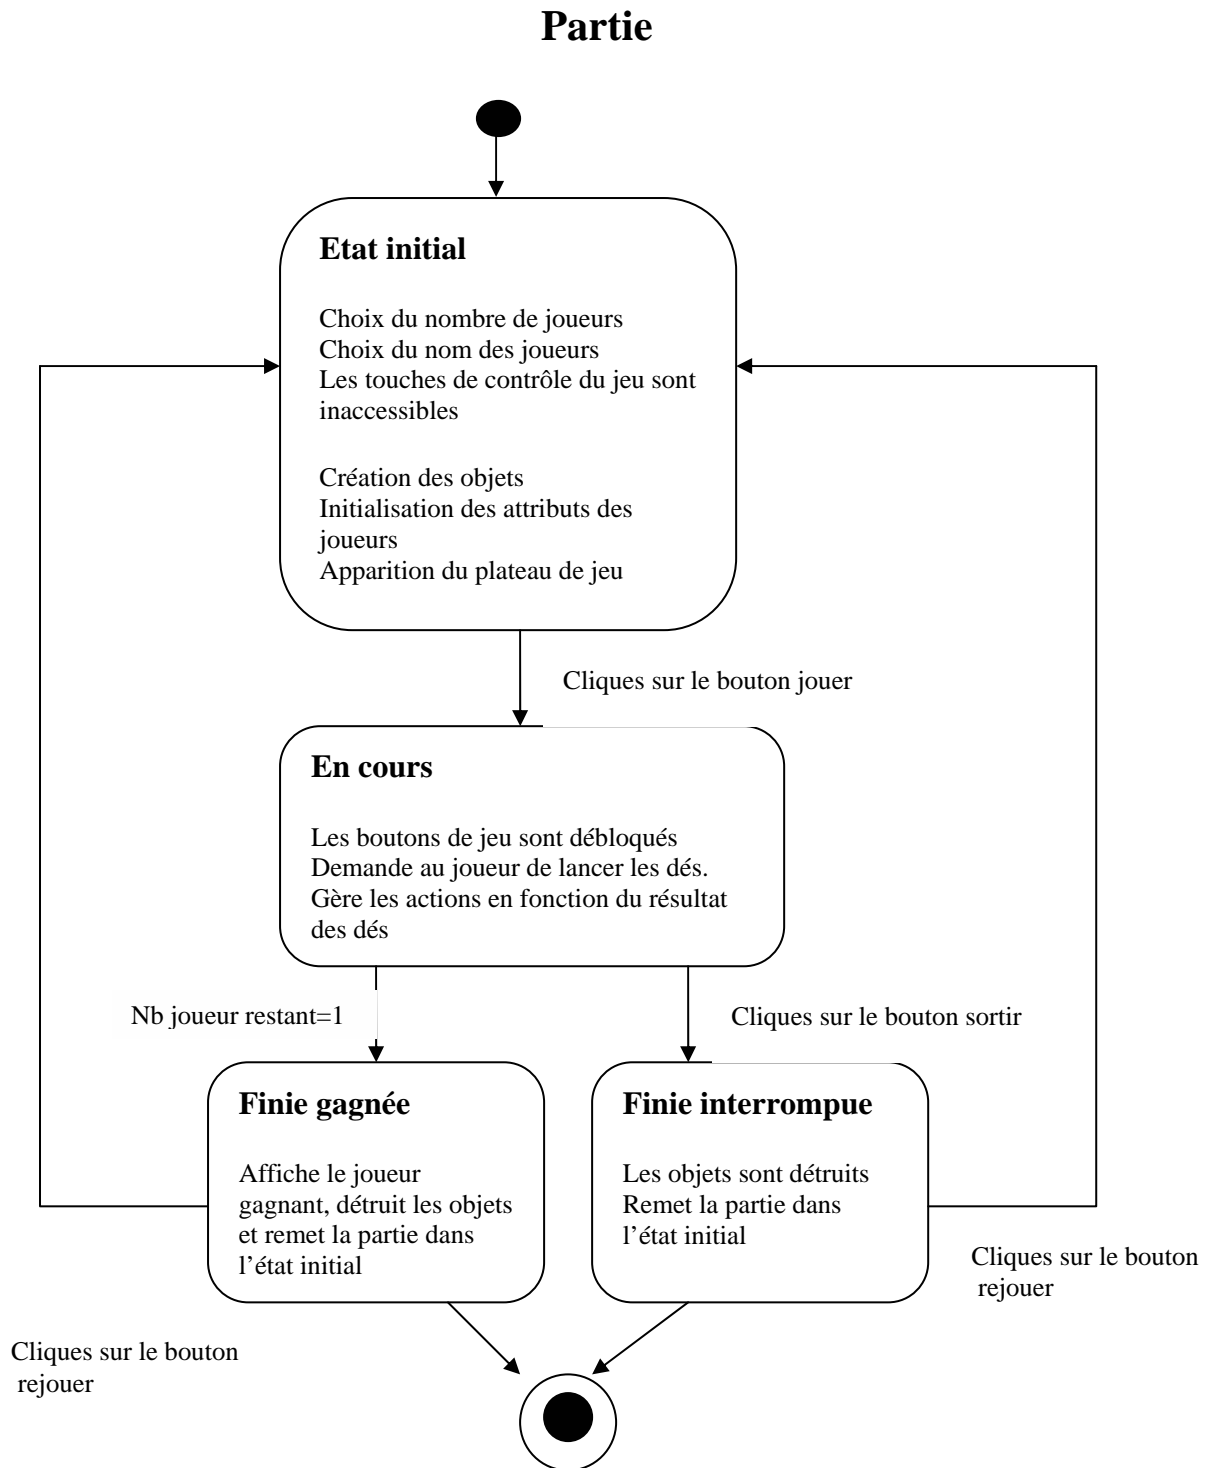 Partie
Etat initial
Choix du nombre de joueurs
Choix du nom des joueurs
Les touches de contrôle du jeu sont
inaccessibles
Création des objets
Initialisation des attributs des
joueurs
Apparition du plateau de jeu
Cliques sur le bouton jouer
En cours
Les boutons de jeu sont débloqués
Demande au joueur de lancer les dés.
Gère les actions en fonction du résultat
des dés
Nb joueur restant=1
Cliques sur le bouton sortir
Finie gagnée
Affiche le joueur
gagnant, détruit les objets
et remet la partie dans
l’état initial
Finie interrompue
Les objets sont détruits
Remet la partie dans
l’état initial
Cliques sur le bouton
rejouer
Cliques sur le bouton
rejouer